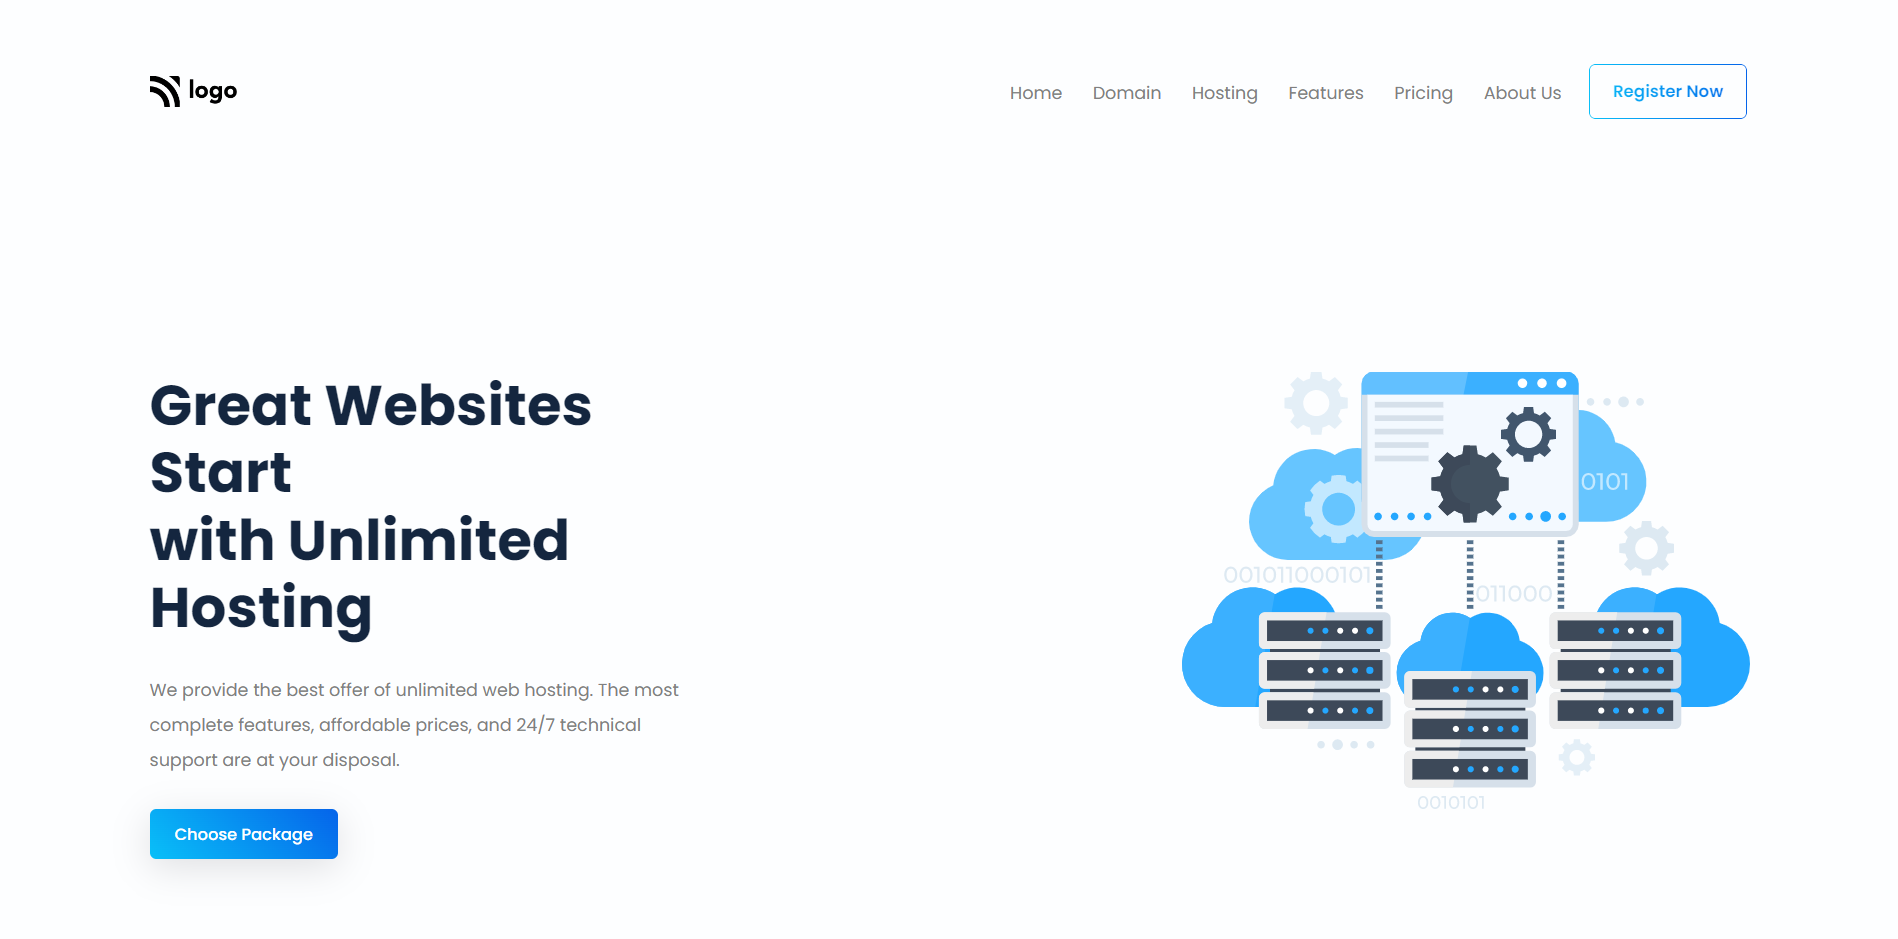 logo
Home Domain Hosting Features Pricing About Us Register Now
Great Websites
Start
with Unlimited
Hosting
We provide the best offer of unlimited web hosting. The most
complete features, affordable prices, and 24/7 technical
support are at your disposal.
Choose Package
0101
001011000101
011000
0010101